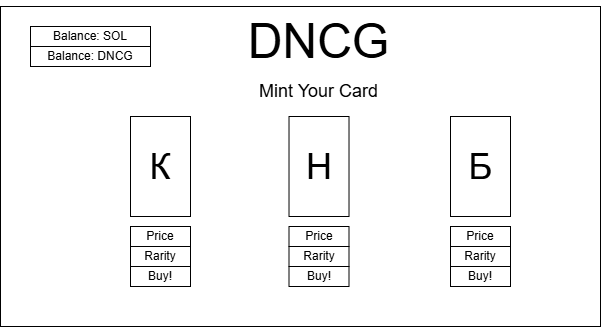 Balance: SOL
Balance: DNCG
DNCG
Mint Your Card
К
Н
Б
Price
Rarity
Buy!
Price
Rarity
Buy!
Price
Rarity
Buy!